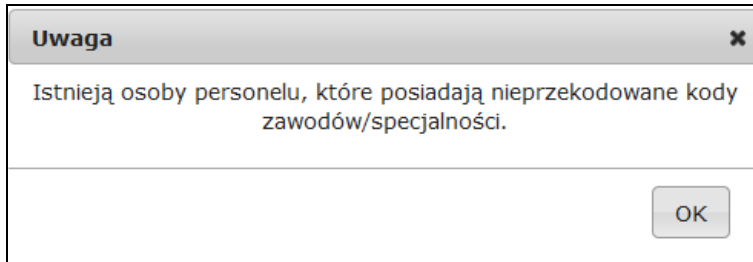 Uwaga
Istnieją osoby personelu, które posiadają nieprzekodowane kody
zawodów/specjalności.
OK